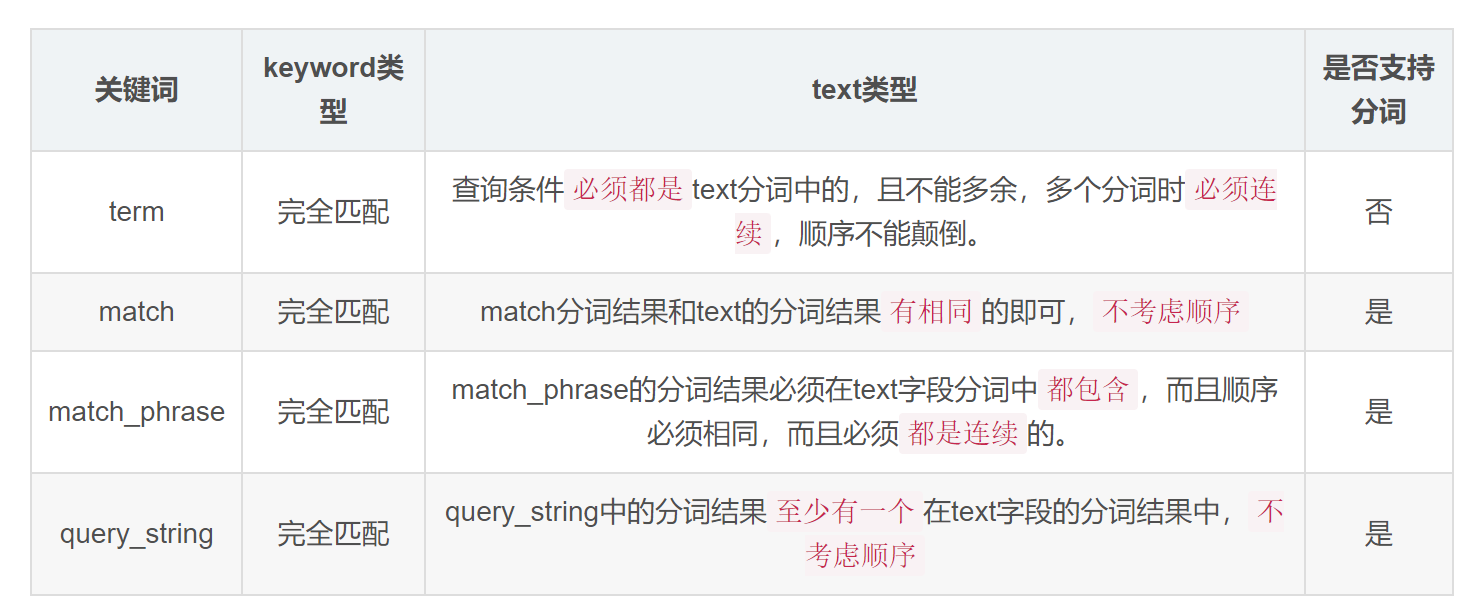 关键词
keyword类
型
text类型
是否支持
分词
term
完全匹配
查询条件必须都是text分词中的，且不能多余，多个分词时必须连
续，顺序不能颠倒。
否
match
完全匹配
match分词结果和text的分词结果有相同的即可，不考虑顺序
是
match_phrase
完全匹配
match_phrase的分词结果必须在text字段分词中都包含，而且顺序
必须相同，而且必须都是连续的。
是
query_string
完全匹配
query_string中的分词结果至少有一个在text字段的分词结果中，不
考虑顺序
是